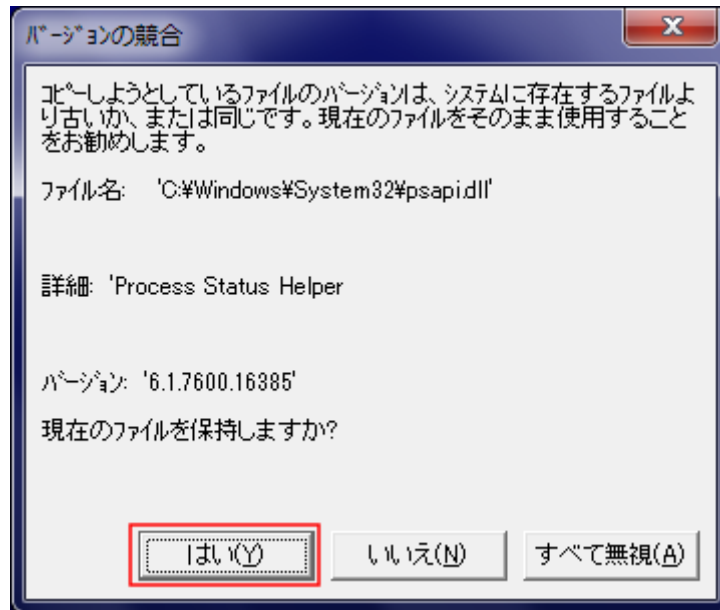 ﾊﾞｰｼﾞｮﾝの競合
ｺﾋﾟｰしようとしているﾌｧｲﾙのﾊﾞｰｼﾞｮﾝは、ｼｽﾃﾑに存在するﾌｧｲﾙよ
り古いか、または同じです。現在のﾌｧｲﾙをそのまま使用すること
をお勧めします。
ﾌｧｲﾙ名: 'C:¥Windows¥System32¥psapi.dll'
詳細: 'Process Status Helper
ﾊﾞｰｼﾞｮﾝ: '6.1.7600.16385'
現在のﾌｧｲﾙを保持しますか?
はい(Y) いいえ(N) すべて無視(A)